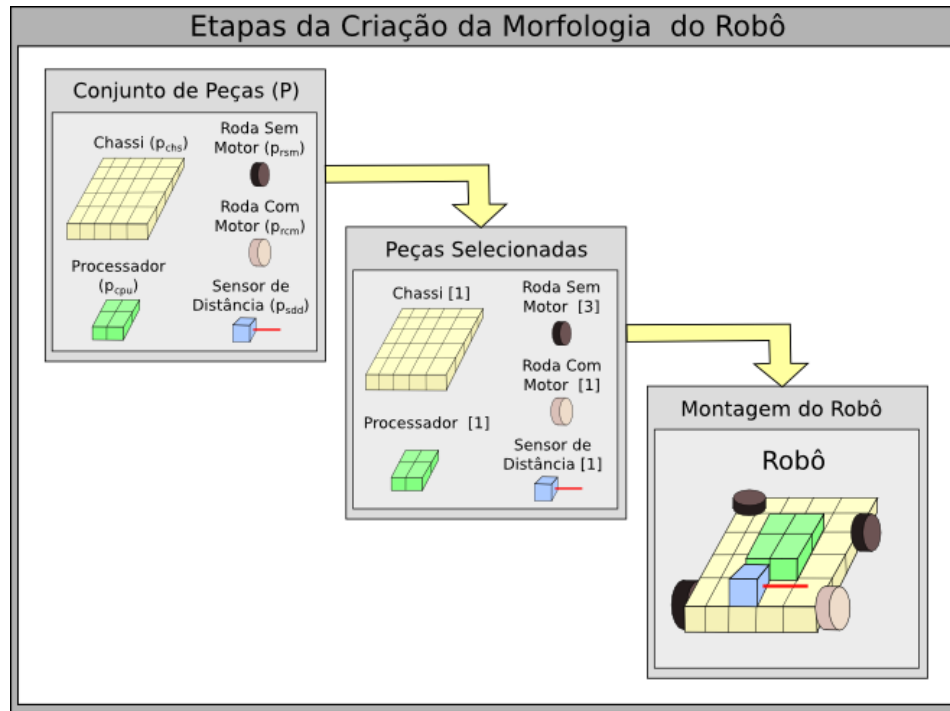 Etapas da Criação da Morfologia do Robô
Conjunto de Peças (P)
Chassi (pchs)
Roda Sem
Motor (prsm)
Roda Com
Motor (prcm)
Processador
(pcpu)
Sensor de
Distância (psdd)
Peças Selecionadas
Chassi [1]
Roda Sem
Motor [3]
Roda Com
Motor [1]
Processador [1]
Sensor de
Distância [1]
Montagem do Robô
Robô